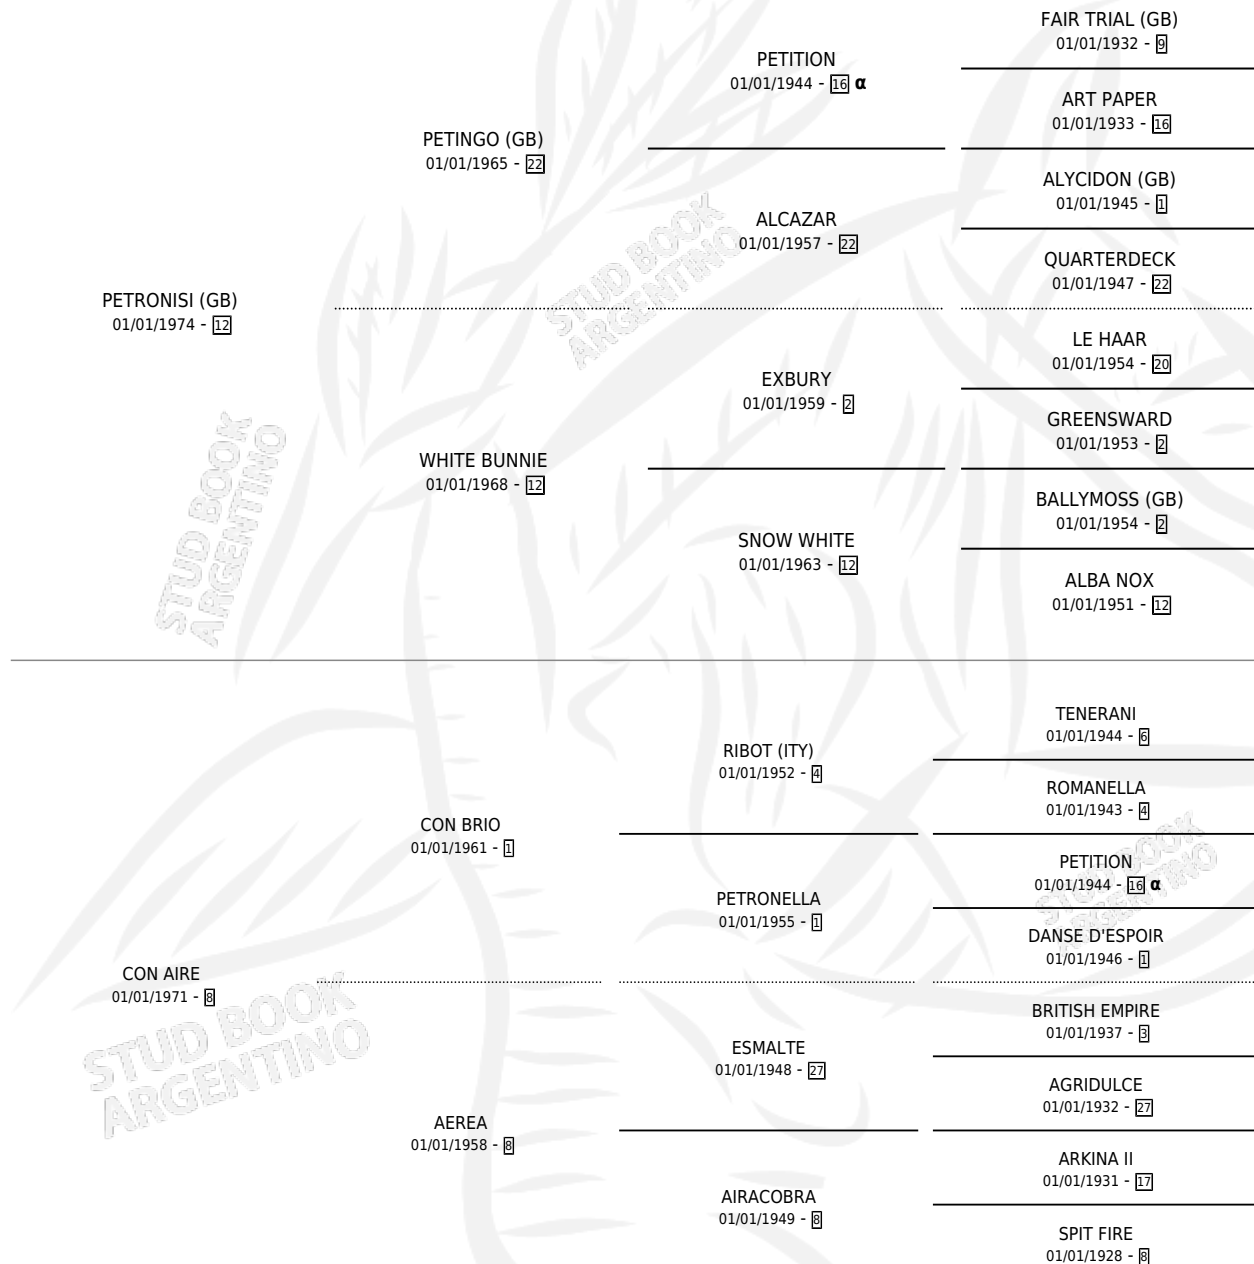 FAIR TRIAL (GB)
01/01/1932 - 9
PETITION
01/01/1944 - 16 α
ART PAPER
01/01/1933 - 16
PETINGO (GB)
01/01/1965 - 22
ALYCIDON (GB)
01/01/1945 - 1
ALCAZAR
01/01/1957 - 22
QUARTERDECK
01/01/1947 - 22
PETRONISI (GB)
01/01/1974 - 12
LE HAAR
01/01/1954 - 20
EXBURY
01/01/1959 - 2
GREENSWARD
01/01/1953 - 2
WHITE BUNNIE
01/01/1968 - 12
BALLYMOSS (GB)
01/01/1954 - 2
SNOW WHITE
01/01/1963 - 12
ALBA NOX
01/01/1951 - 12
TENERANI
01/01/1944 - 6
RIBOT (ITY)
01/01/1952 - 4
ROMANELLA
01/01/1943 - 4
CON BRIO
01/01/1961 - 1
PETITION
01/01/1944 - 16 α
PETRONELLA
01/01/1955 - 1
DANSE D'ESPOIR
01/01/1946 - 1
CON AIRE
01/01/1971 - 8
BRITISH EMPIRE
01/01/1937 - 3
ESMALTE
01/01/1948 - 27
AGRIDULCE
01/01/1932 - 27
AEREA
01/01/1958 - 8
ARKINA II
01/01/1931 - 17
AIRACOBRA
01/01/1949 - 8
SPIT FIRE
01/01/1928 - 8
STUD BOOK
ARGENTINO
STUD BOOK
ARGENTINO
STUD BOOK
ARGENTINO
STUD BOOK
ARGENTINO